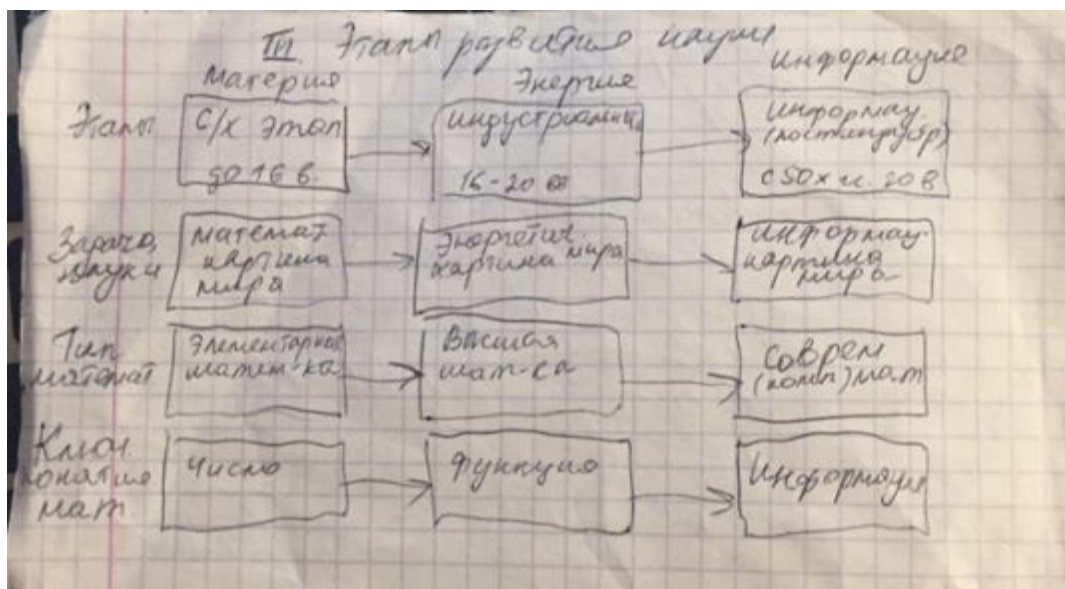 III Этапы развития науки
материя Энергия информация
Этапы
с/х этап
до 16 в.
индустриальн.
16-20 вв
информац.
(постиндустр)
с 50х г. 20 в
Задача
науки
математ
картина
мира
Энергетич.
картина мира
информац.
картина
мира
Тип
математ
Элементарная
матем-ка
Высшая
мат-ка
соврем
(комп) мат
Ключ.
понятие
мат.
число
функция
Информация